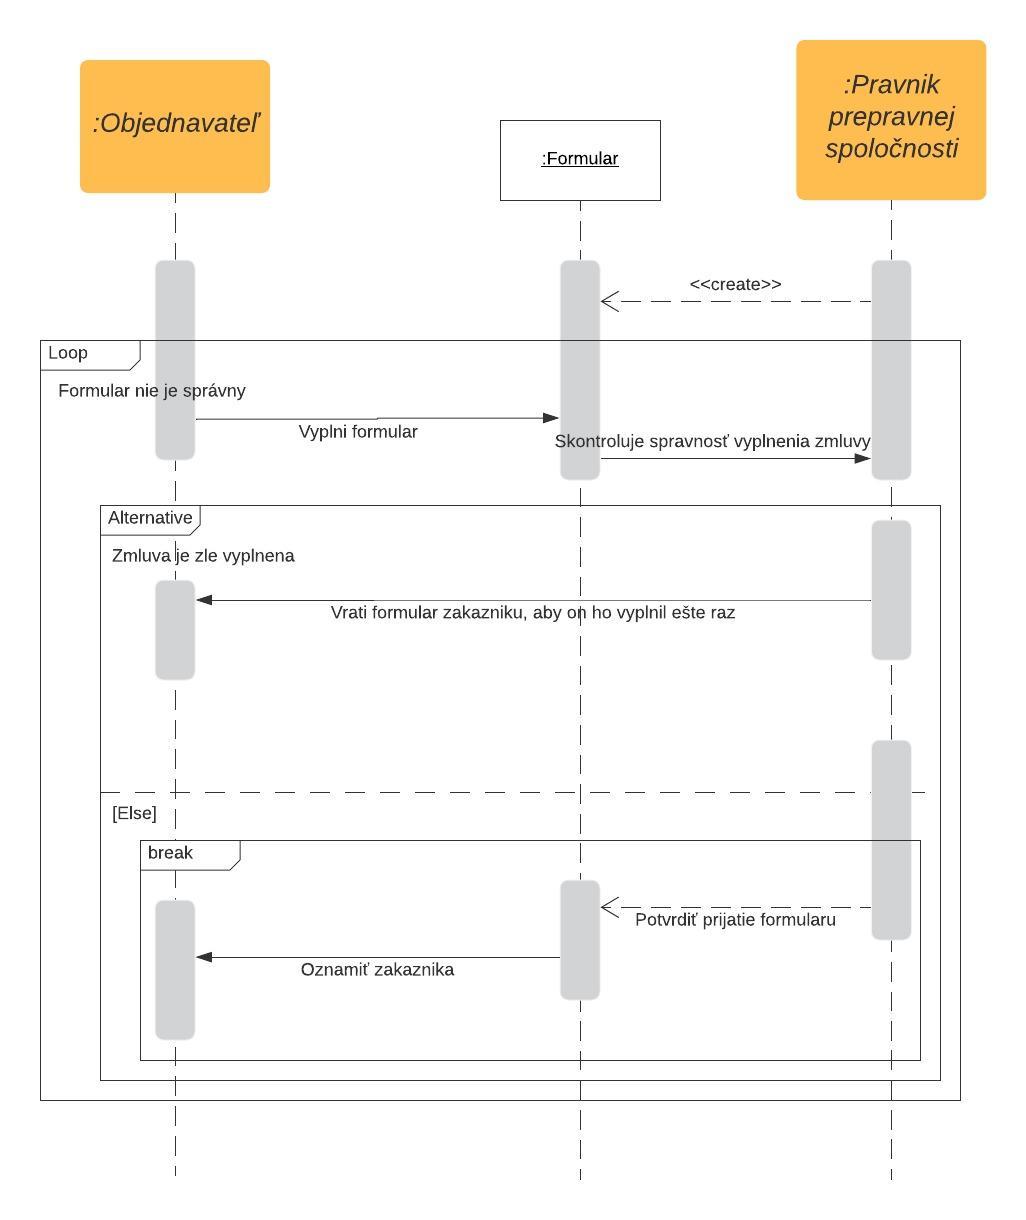 :Objednavateľ
:Formular
:Pravnik
prepravnej
spoločnosti
<<create>>
Loop
Formular nie je správny
Vyplni formular
Skontroluje spravnosť vyplnenia zmluvy
Alternative
Zmluva je zle vyplnena
Vrati formular zakazniku, aby on ho vyplnil ešte raz
[Else]
break
Potvrdiť prijatie formularu
Oznamiť zakaznika